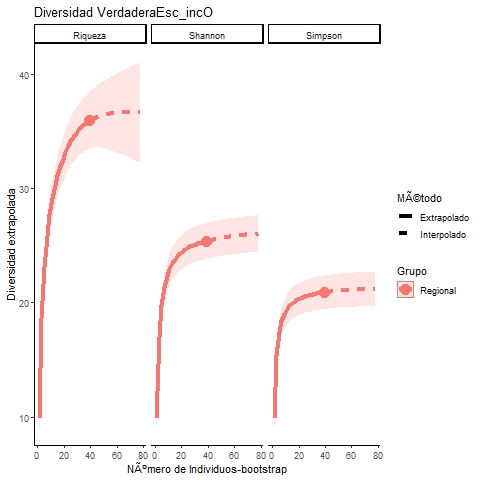 Diversidad VerdaderaEsc_incO
Riqueza Shannon Simpson
40
30
20
10
Diversidad extrapolada
0 20 40 60 80 0 20 40 60 80 0 20 40 60 80
NÃºmero de Individuos-bootstrap
MÃ©todo
Extrapolado
Interpolado
Grupo
Regional